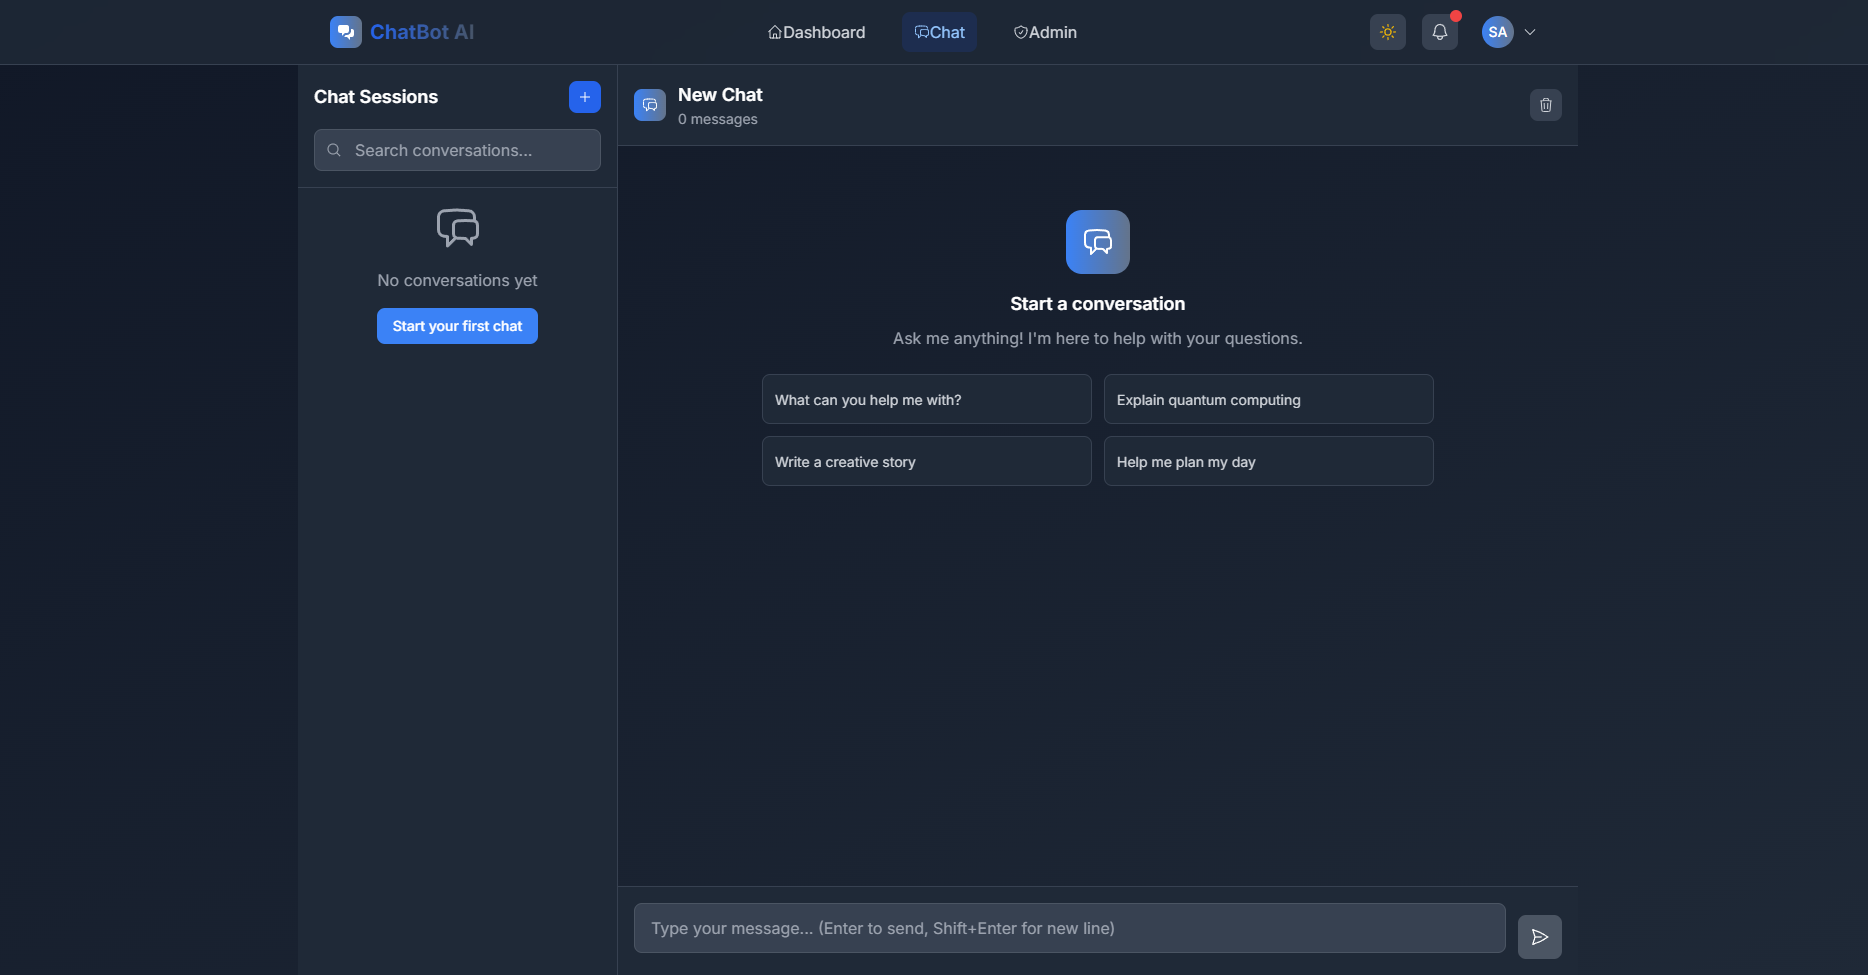 ChatBot AI
Dashboard
Chat
Admin
SA
Chat Sessions
Search conversations...
No conversations yet
Start your first chat
New Chat
0 messages
Start a conversation
Ask me anything! I'm here to help with your questions.
What can you help me with?
Explain quantum computing
Write a creative story
Help me plan my day
Type your message... (Enter to send, Shift+Enter for new line)